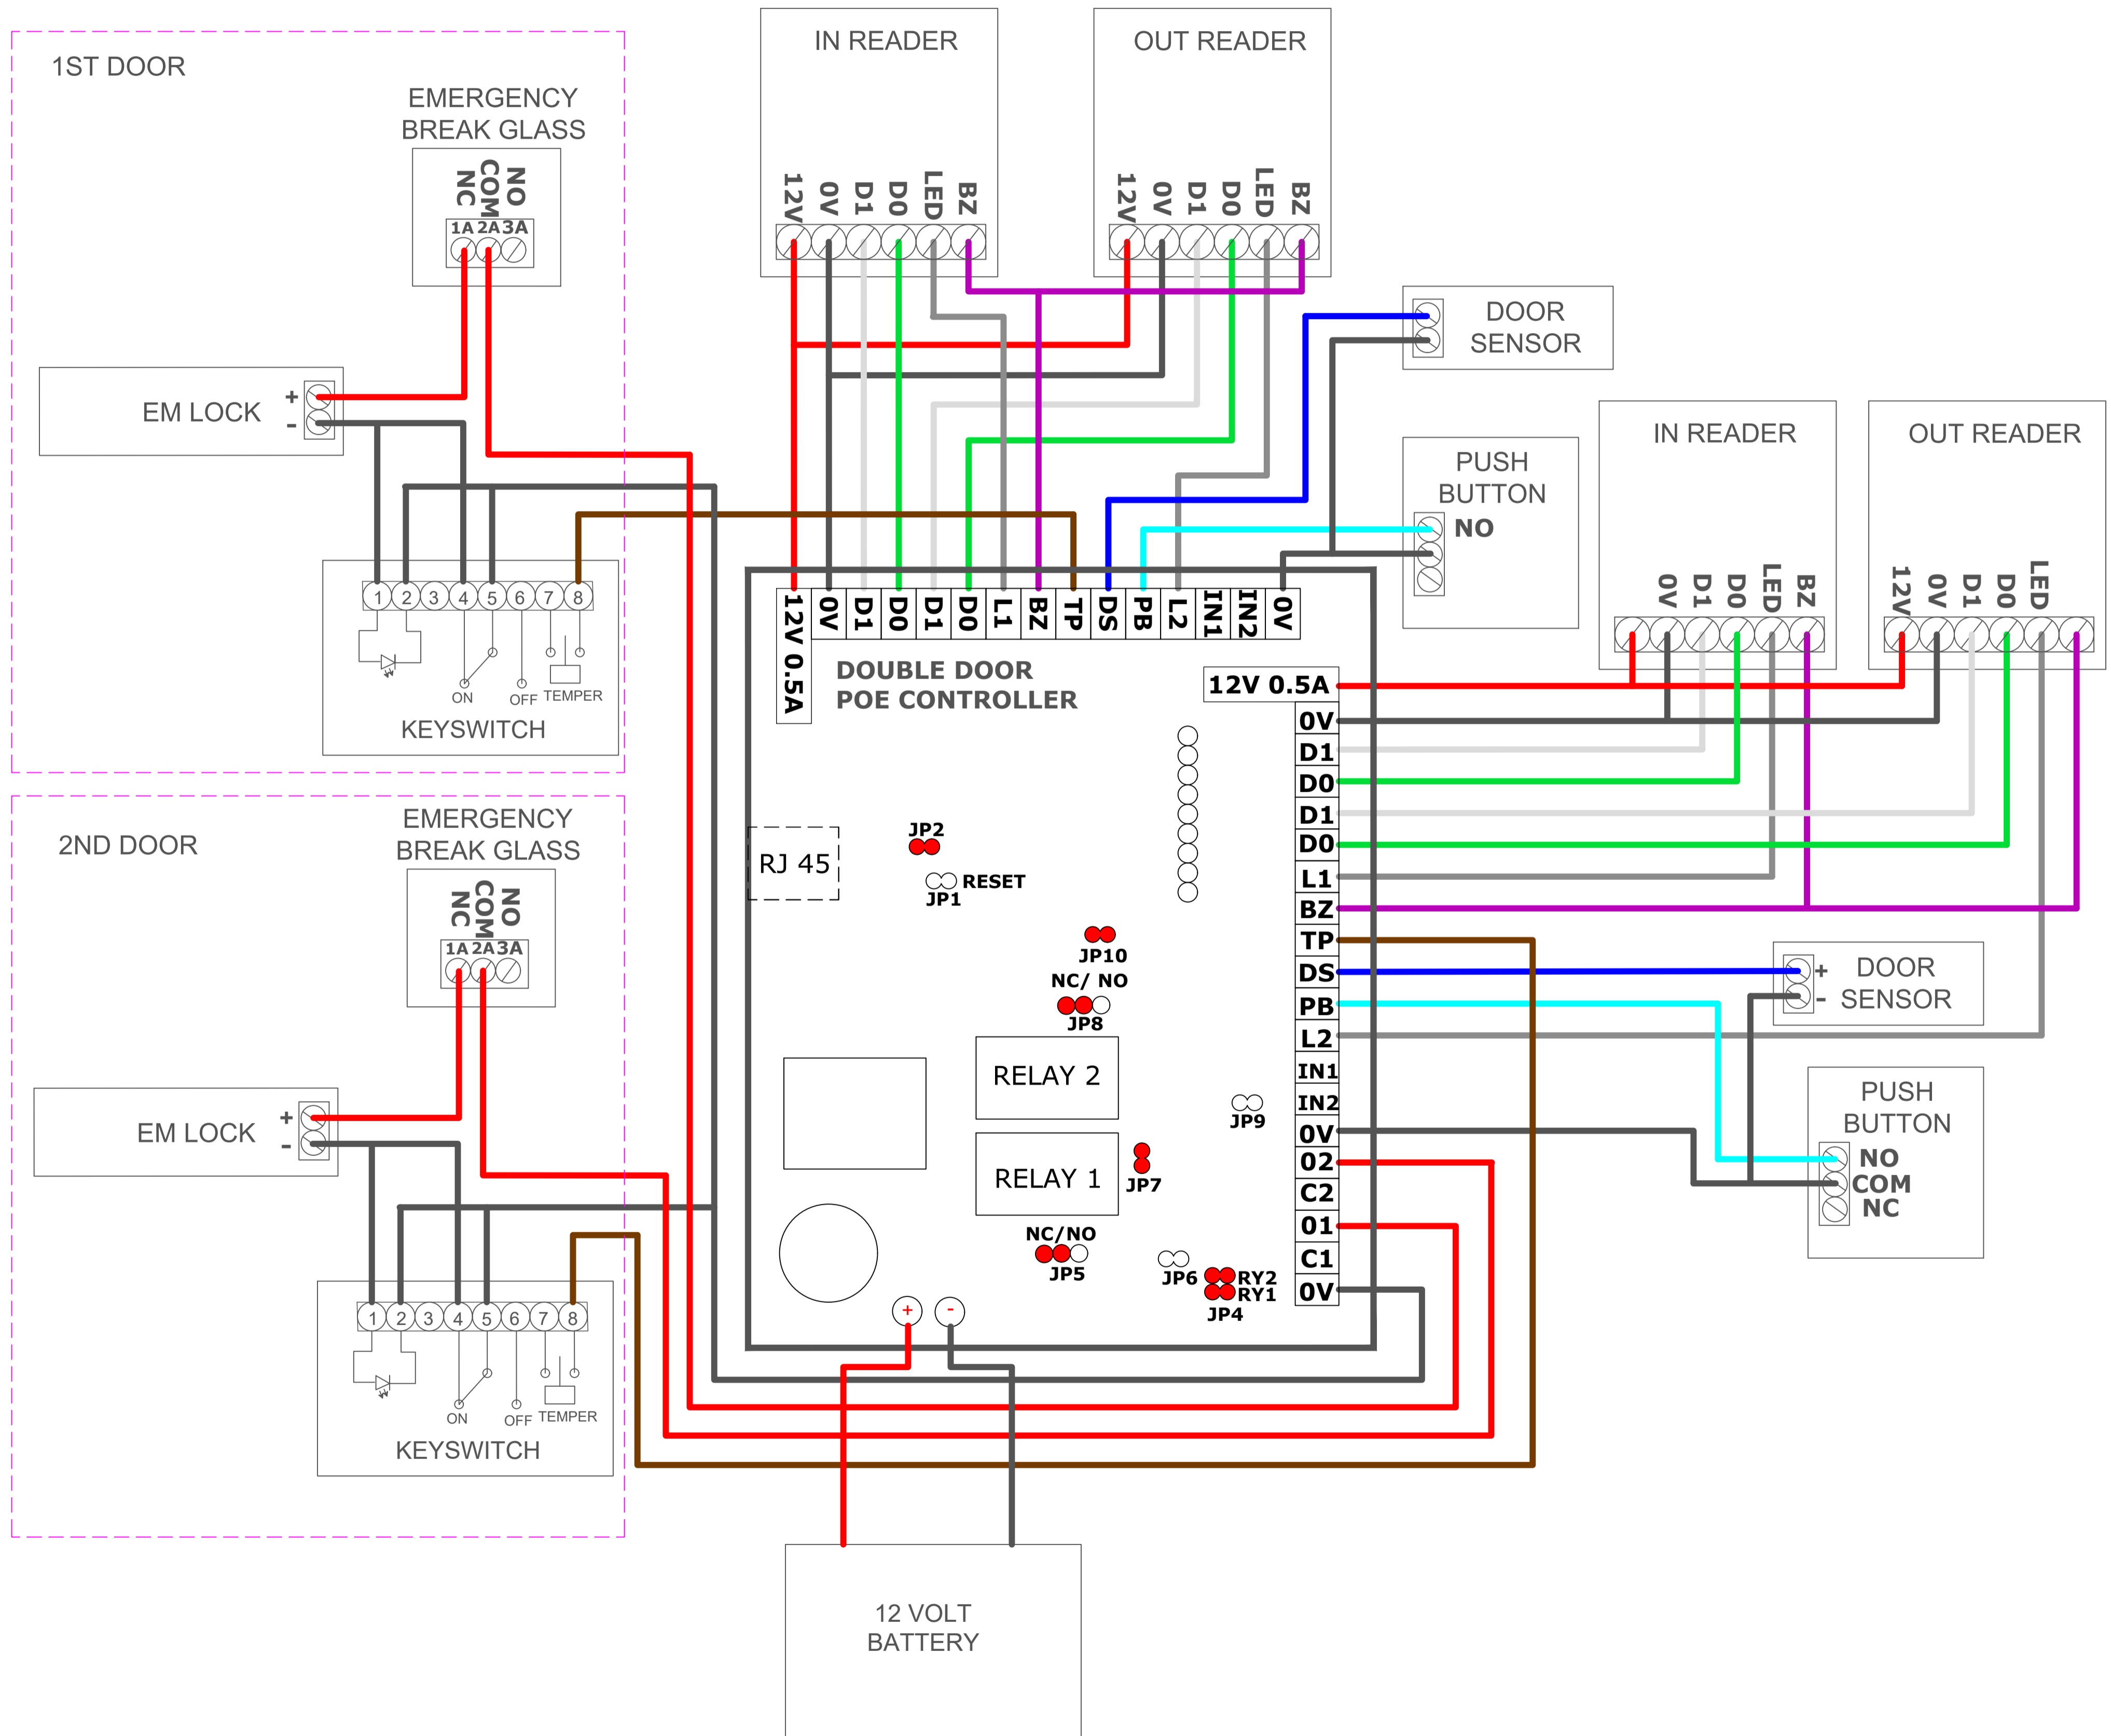 1ST DOOR
EMERGENCY
BREAK GLASS
NC
COM
NO
1A 2A 3A
EM LOCK
+
-
1 2 3 4 5 6 7 8
ON
OFF
TEMPER
KEYSWITCH
2ND DOOR
EMERGENCY
BREAK GLASS
NC
COM
NO
1A 2A 3A
EM LOCK
+
-
1 2 3 4 5 6 7 8
ON
OFF
TEMPER
KEYSWITCH
IN READER
12V
0V
D1
D0
LED
BZ
OUT READER
12V
0V
D1
D0
LED
BZ
DOOR
SENSOR
PUSH
BUTTON
NO
IN READER
0V
D1
D0
LED
BZ
OUT READER
12V
0V
D1
D0
LED
12V 0.5A
0V
D1
D0
D1
D0
L1
BZ
TP
DS
PB
L2
IN1
IN2
0V
DOUBLE DOOR
POE CONTROLLER
12V 0.5A
0V
D1
D0
D1
D0
L1
BZ
TP
DS
PB
L2
IN1
IN2
0V
02
C2
01
C1
0V
RJ 45
JP2
RESET
JP1
JP10
NC/ NO
JP8
RELAY 2
JP9
RELAY 1
JP7
NC/NO
JP5
JP6
RY2
RY1
JP4
+
-
DOOR
SENSOR
+
-
PUSH
BUTTON
NO
COM
NC
12 VOLT
BATTERY